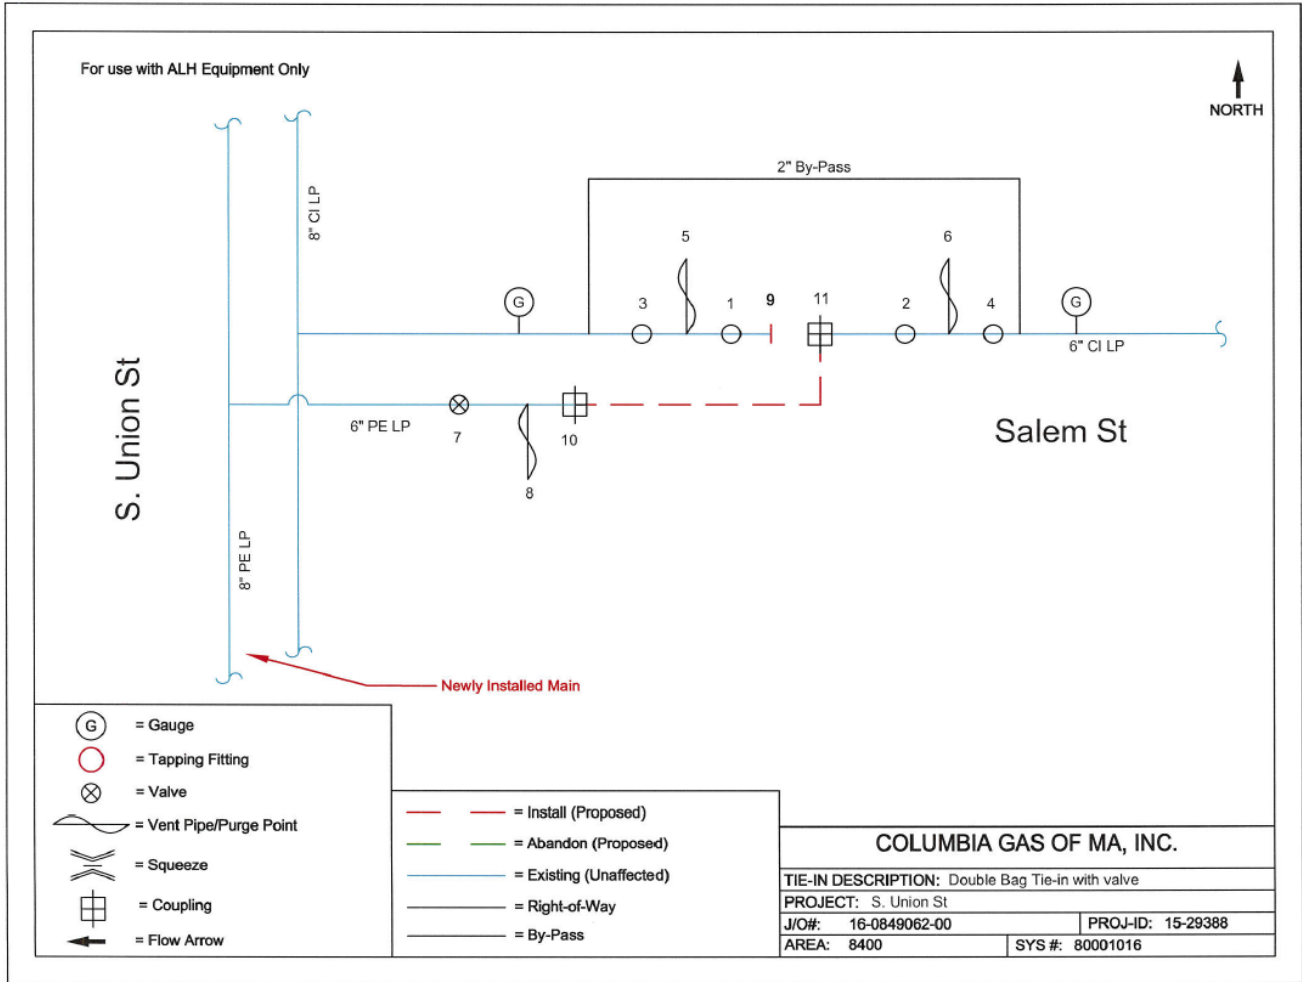 For use with ALH Equipment Only
NORTH
2" By-Pass
8" CI LP
5
6
G
3
1
9
11
2
4
G
6" CI LP
6" PE LP
7
10
8
Salem St
S. Union St
8" PE LP
Newly Installed Main
G = Gauge
= Tapping Fitting
= Valve
= Vent Pipe/Purge Point
= Squeeze
= Coupling
= Flow Arrow
= Install (Proposed)
= Abandon (Proposed)
= Existing (Unaffected)
= Right-of-Way
= By-Pass
COLUMBIA GAS OF MA, INC.
TIE-IN DESCRIPTION: Double Bag Tie-in with valve
PROJECT: S. Union St
J/O#: 16-0849062-00 PROJ-ID: 15-29388
AREA: 8400 SYS #: 80001016